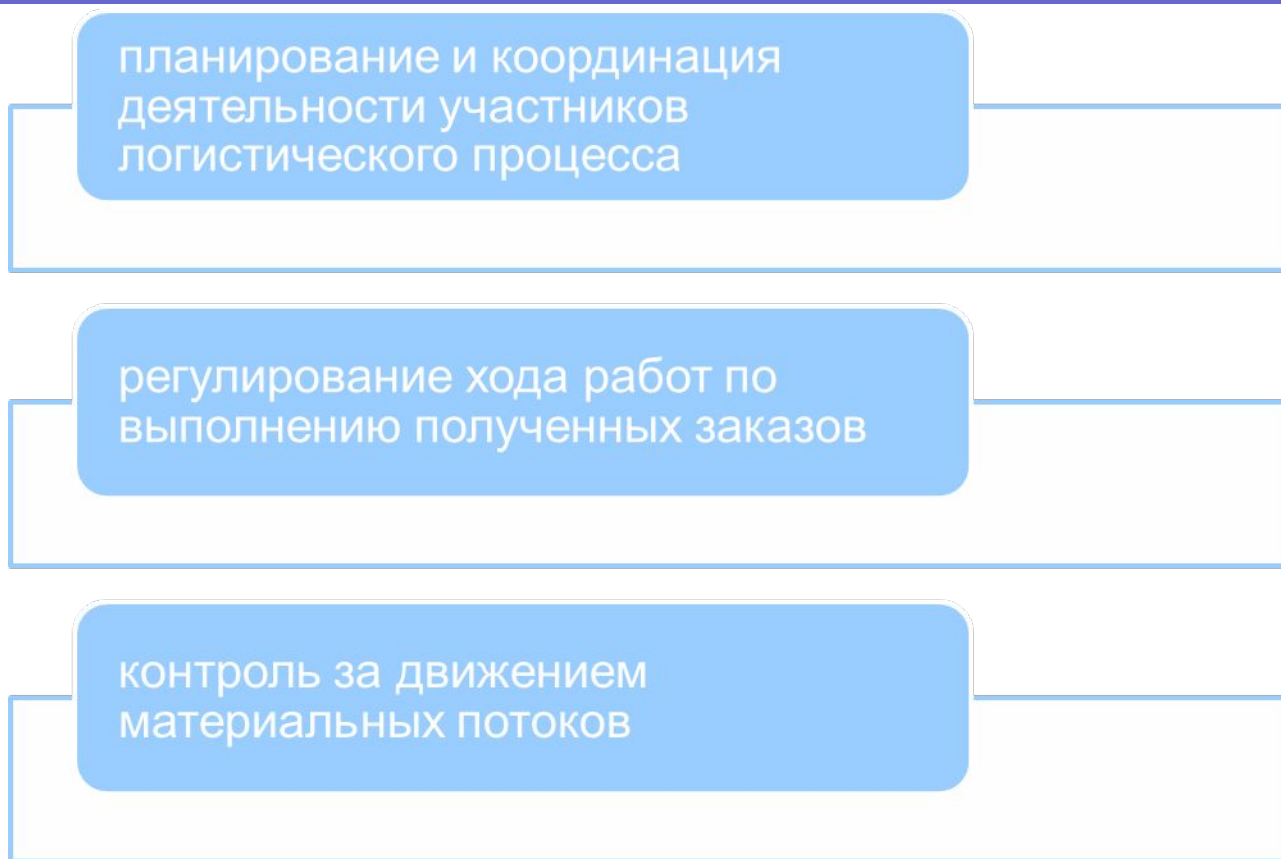 планирование и координация
деятельности участников
логистического процесса
регулирование хода работ по
выполнению полученных заказов
контроль за движением
материальных потоков